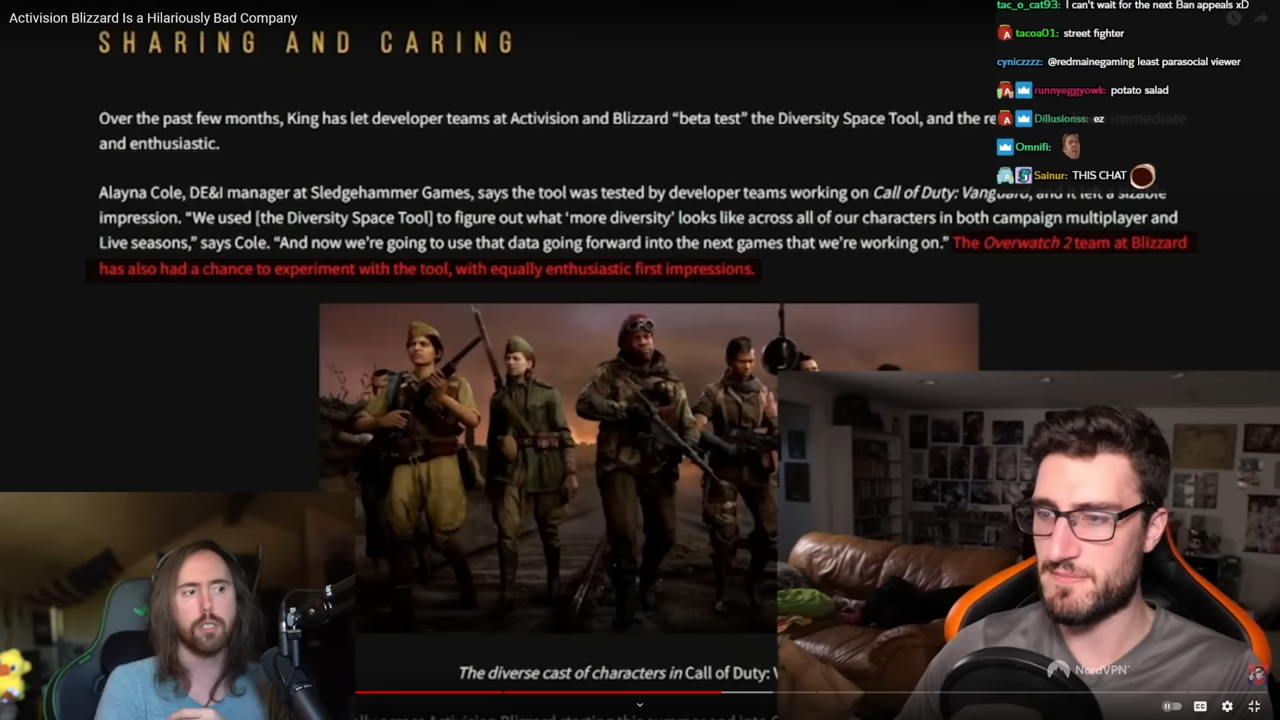 Activision Blizzard Is a Hilariously Bad Company
SHARING AND CARING
Over the past few months, King has let developer teams at Activision and Blizzard “beta test” the Diversity Space Tool, and the re immediate
and enthusiastic.
Alayna Cole, DE&I manager at Sledgehammer Games, says the tool was tested by developer teams working on Call of Duty: Vanguard, and it left a sizable
impression. “We used [the Diversity Space Tool] to figure out what ‘more diversity’ looks like across all of our characters in both campaign multiplayer and
Live seasons,” says Cole. “And now we’re going to use that data going forward into the next games that we’re working on.” The Overwatch 2 team at Blizzard
has also had a chance to experiment with the tool, with equally enthusiastic first impressions.
The diverse cast of characters in Call of Duty: V
tac_o_cat93: I can't wait for the next Ban appeals xD
tacoa01: street fighter
cyniczzzz: @redmainegaming least parasocial viewer
runnyeggyowk: potato salad
Dillusionss: ez
Omnifi:
Sainur: THIS CHAT
NordVPN